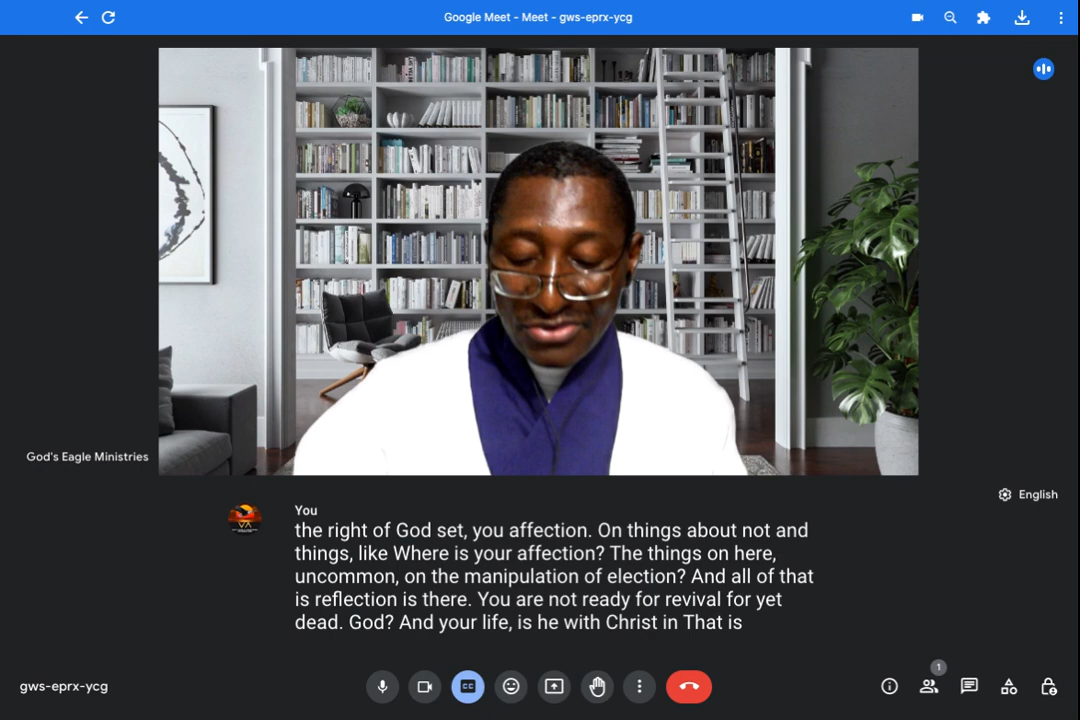 Google Meet - Meet - gws-eprx-ycg
God's Eagle Ministries
English
You
the right of God set, you affection. On things about not and
things, like Where is your affection? The things on here,
uncommon, on the manipulation of election? And all of that
is reflection is there. You are not ready for revival for yet
dead. God? And your life, is he with Christ in That is
1
CC
gws-eprx-ycg